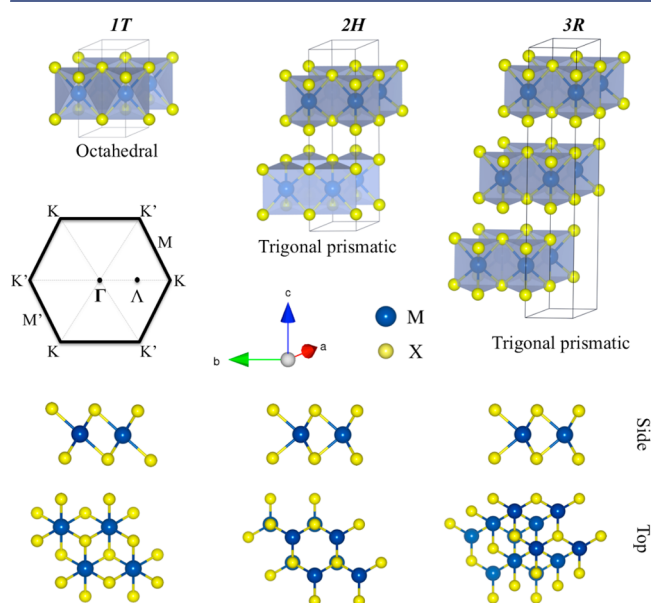 1T 2H 3R
Octahedral
Trigonal prismatic
Trigonal prismatic
K K’
M
K’ Γ Λ K
M’
K K’
c
a
b
M
X
Side
Top